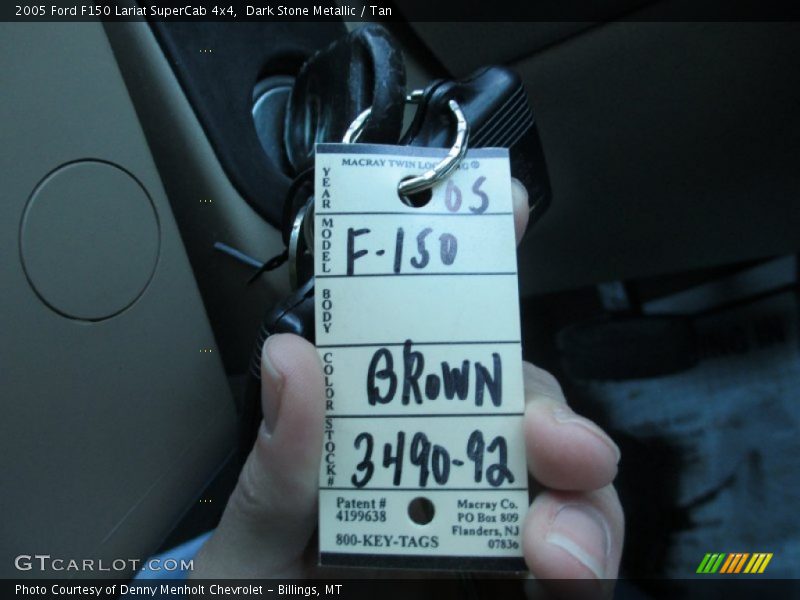 2005 Ford F150 Lariat SuperCab 4x4,  Dark Stone Metallic / Tan
MACRAY TWIN LOCKING ®
YEAR 05
MODEL F-150
BODY
COLOR BROWN
STOCK# 3490-92
Patent #
4199638
800-KEY-TAGS
Macray Co.
PO Box 809
Flanders, NJ
07836
GTCARLOT.COM
Photo Courtesy of Denny Menholt Chevrolet – Billings, MT